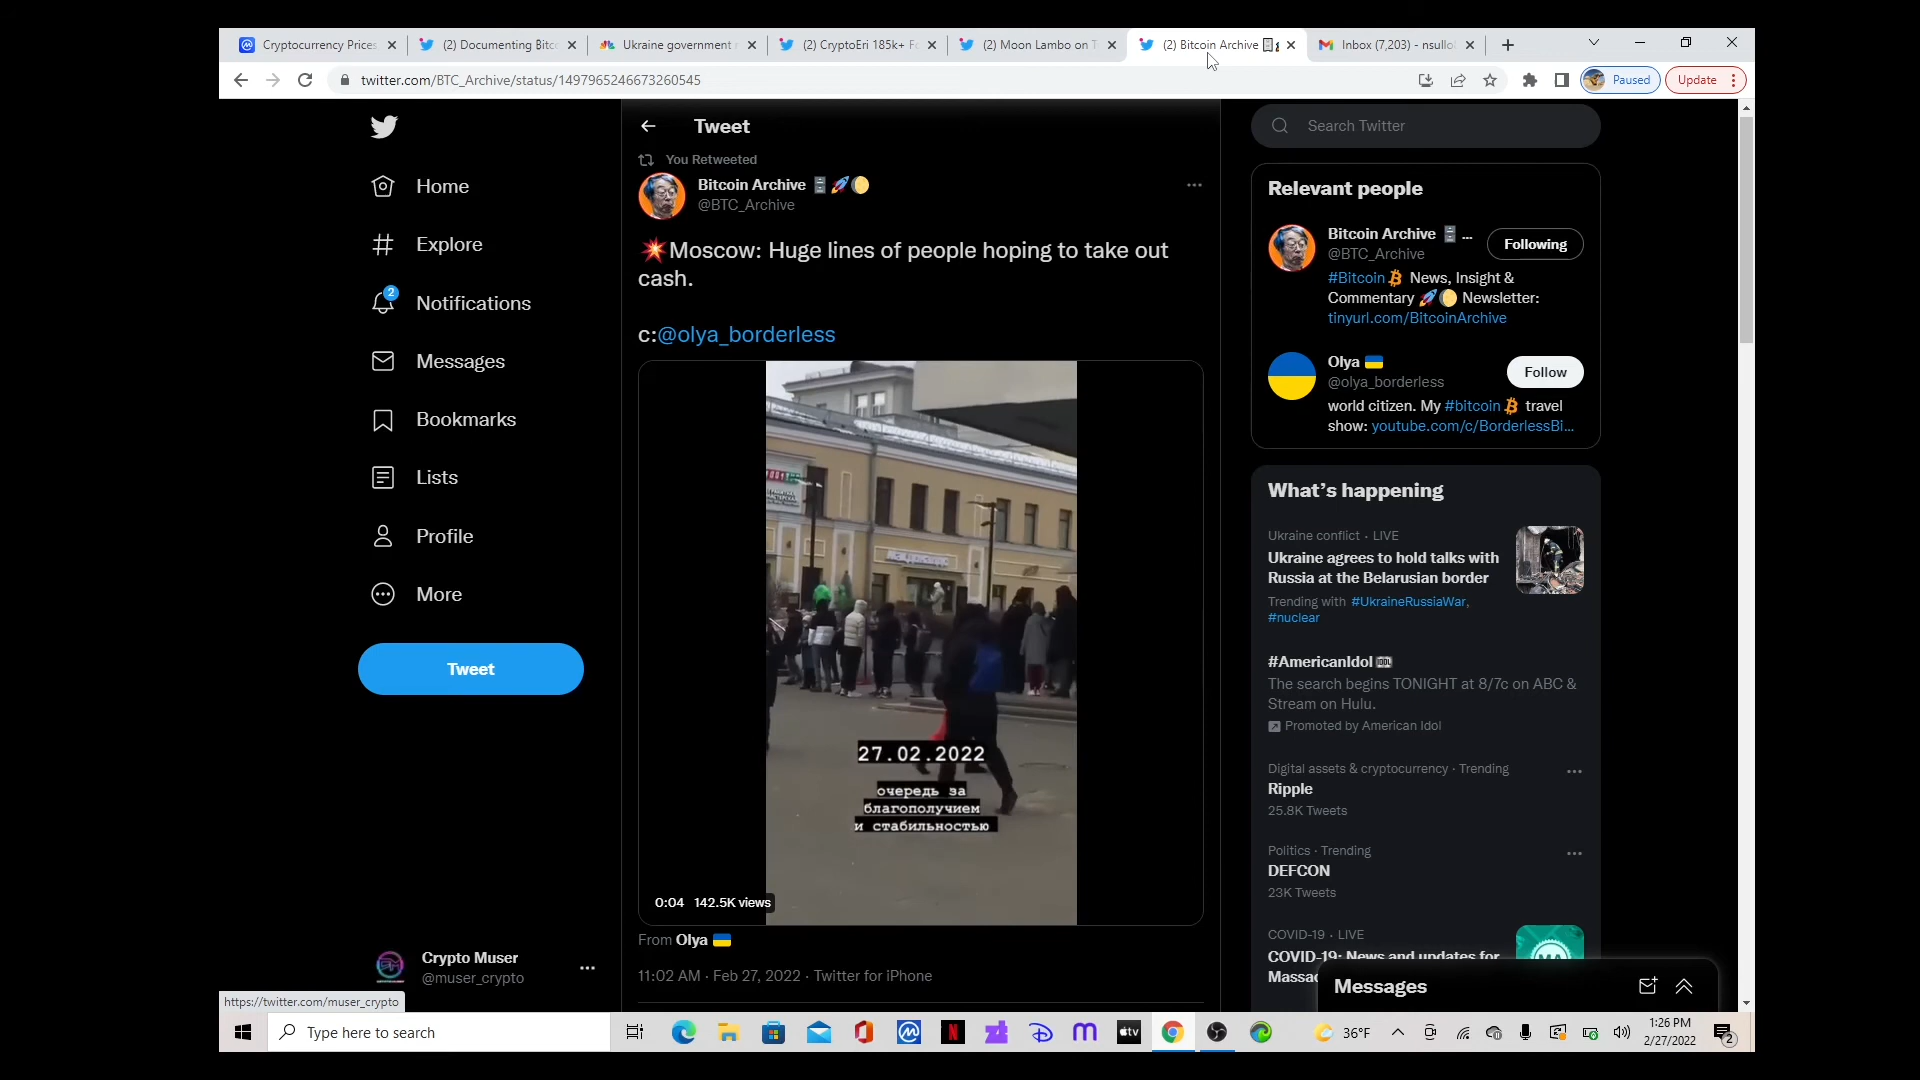 Cryptocurrency Prices
(2) Documenting Bitc
Ukraine government
(2) CryptoEri 185k+ Fo
(2) Moon Lambo on T
(2) Bitcoin Archive
Inbox (7,203) - nsullo
twitter.com/BTC_Archive/status/1497965246673260545
Paused
Update
Home
Explore
2
Notifications
Messages
Bookmarks
Lists
Profile
More
Tweet
Crypto Muser
@muser_crypto
https://twitter.com/muser_crypto
Tweet
You Retweeted
Bitcoin Archive 🗄🚀🌔
@BTC_Archive
💥Moscow: Huge lines of people hoping to take out
cash.
c:@olya_borderless
27.02.2022
очередь за
благополучием
и стабильностью
0:04 142.5K views
From Olya 🇺🇦
11:02 AM · Feb 27, 2022 · Twitter for iPhone
Search Twitter
Relevant people
Bitcoin Archive 🗄 ...
@BTC_Archive
Following
#Bitcoin News, Insight &
Commentary 🚀🌔 Newsletter:
tinyurl.com/BitcoinArchive
Olya 🇺🇦
@olya_borderless
Follow
world citizen. My #bitcoin travel
show: youtube.com/c/BorderlessBi...
What's happening
Ukraine conflict · LIVE
Ukraine agrees to hold talks with
Russia at the Belarusian border
Trending with #UkraineRussiaWar,
#nuclear
#AmericanIdol
The search begins TONIGHT at 8/7c on ABC &
Stream on Hulu.
Promoted by American Idol
Digital assets & cryptocurrency · Trending
Ripple
25.8K Tweets
Politics · Trending
DEFCON
23K Tweets
COVID-19 · LIVE
COVID-19: News and updates for
Massac
Messages
Type here to search
tv
36°F
1:26 PM
2/27/2022
2